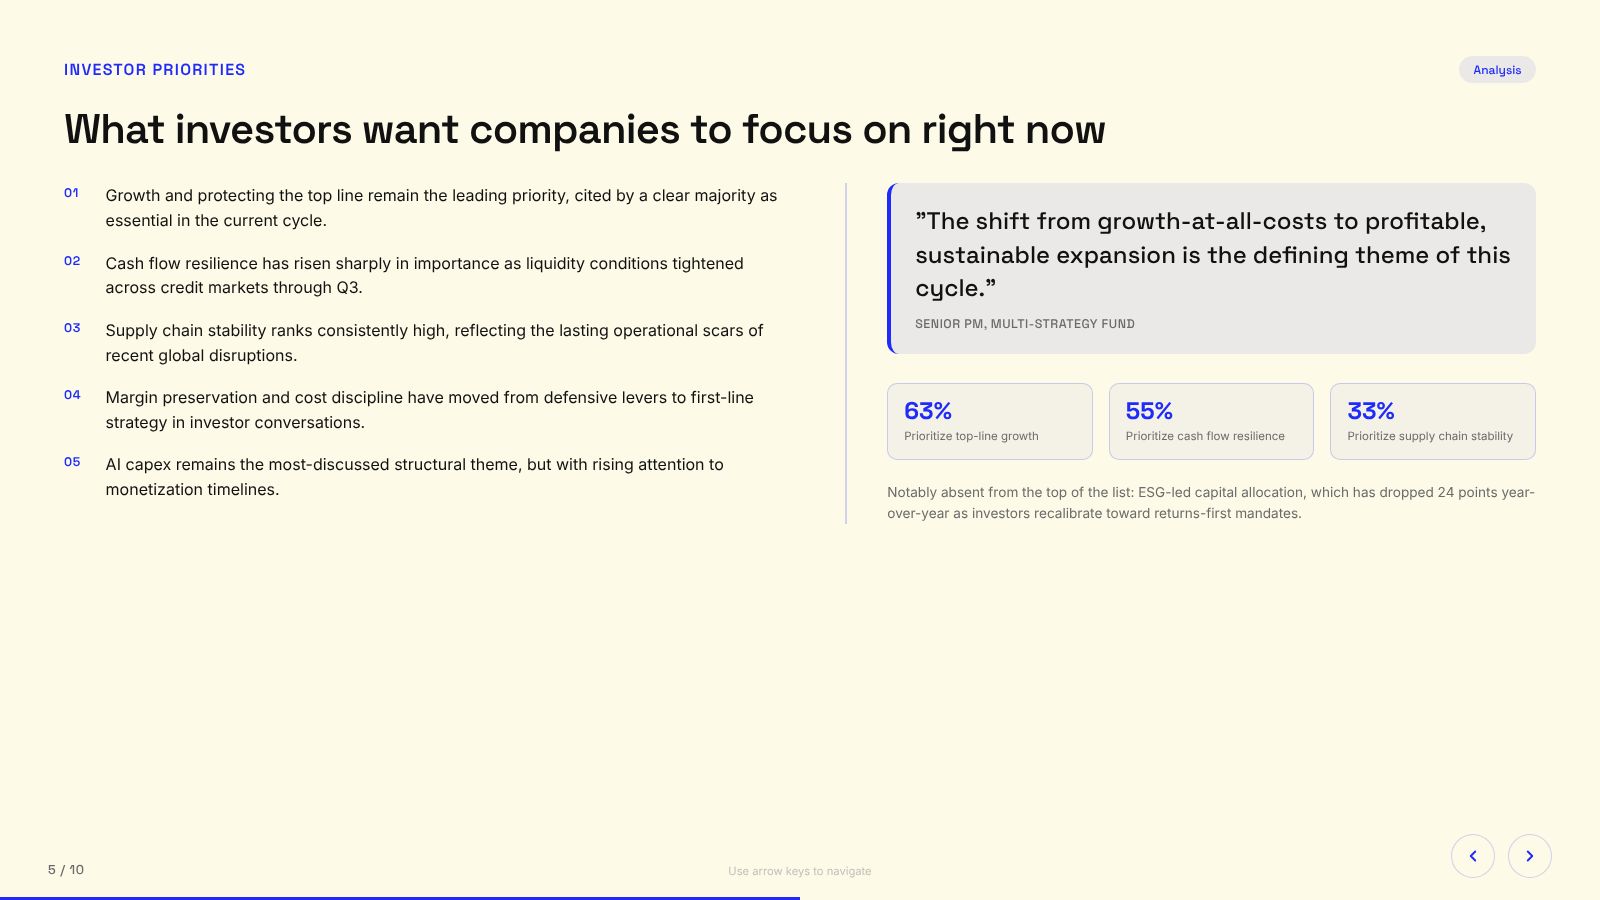 INVESTOR PRIORITIES
Analysis
What investors want companies to focus on right now
01
Growth and protecting the top line remain the leading priority, cited by a clear majority as
essential in the current cycle.
02
Cash flow resilience has risen sharply in importance as liquidity conditions tightened
across credit markets through Q3.
03
Supply chain stability ranks consistently high, reflecting the lasting operational scars of
recent global disruptions.
04
Margin preservation and cost discipline have moved from defensive levers to first-line
strategy in investor conversations.
05
AI capex remains the most-discussed structural theme, but with rising attention to
monetization timelines.
”The shift from growth-at-all-costs to profitable,
sustainable expansion is the defining theme of this
cycle.”
SENIOR PM, MULTI-STRATEGY FUND
63%
Prioritize top-line growth
55%
Prioritize cash flow resilience
33%
Prioritize supply chain stability
Notably absent from the top of the list: ESG-led capital allocation, which has dropped 24 points year-
over-year as investors recalibrate toward returns-first mandates.
5 / 10
Use arrow keys to navigate